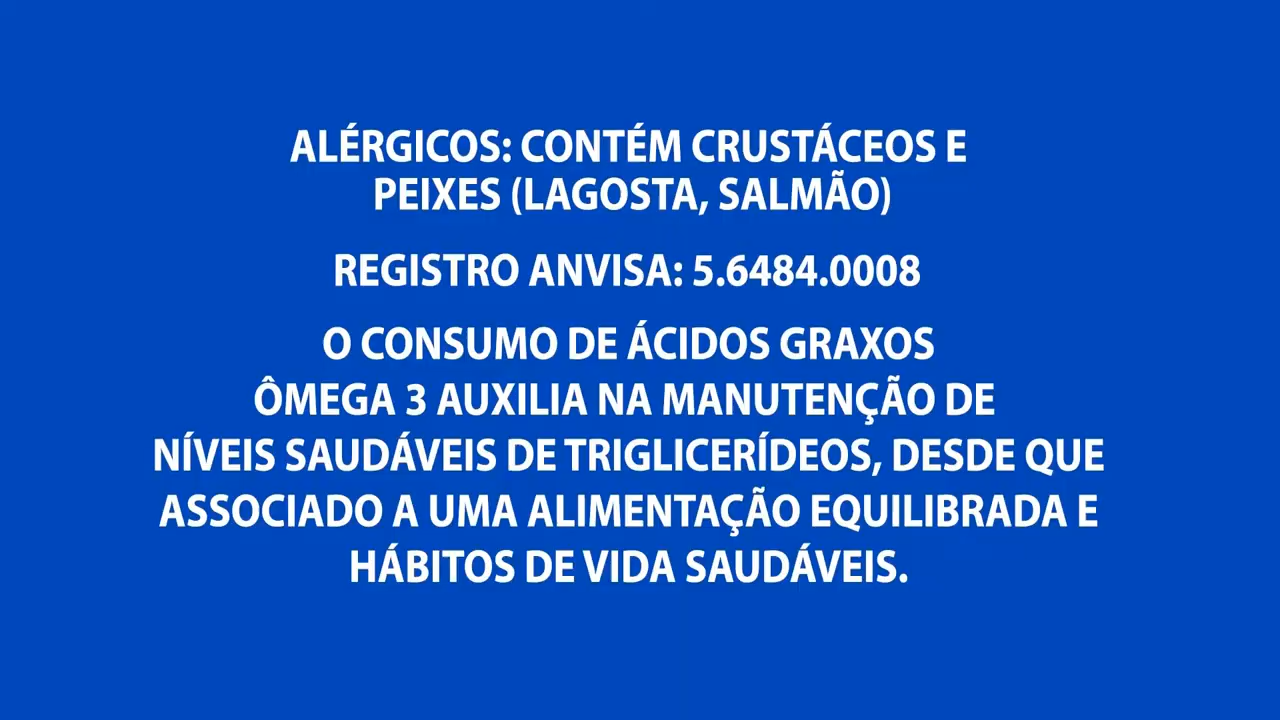 ALÉRGICOS: CONTÉM CRUSTÁCEOS E
PEIXES (LAGOSTA, SALMÃO)
REGISTRO ANVISA: 5.6484.0008
O CONSUMO DE ÁCIDOS GRAXOS
ÔMEGA 3 AUXILIA NA MANUTENÇÃO DE
NÍVEIS SAUDÁVEIS DE TRIGLICERÍDEOS, DESDE QUE
ASSOCIADO A UMA ALIMENTAÇÃO EQUILIBRADA E
HÁBITOS DE VIDA SAUDÁVEIS.